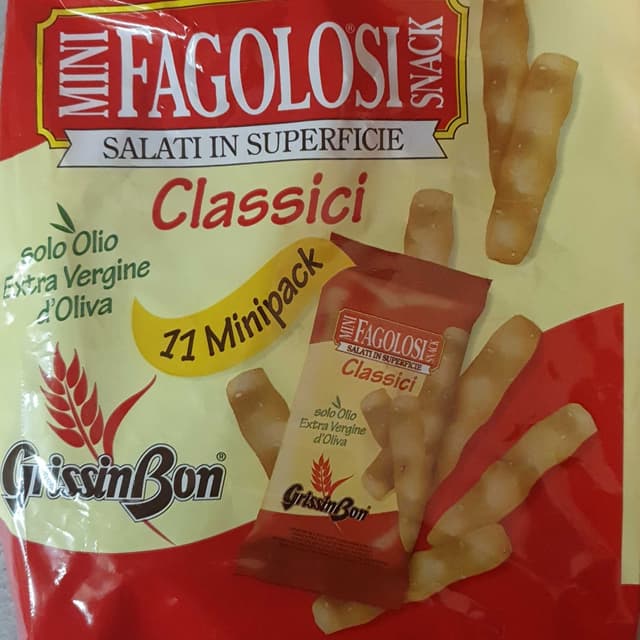 MINI FAGOLOSI® SNACK
SALATI IN SUPERFICIE
Classici
solo Olio
Extra Vergine
d'Oliva
11 Minipack
GrissinBon®
MINI FAGOLOSI SNACK
SALATI IN SUPERFICIE
Classici
solo Olio
Extra Vergine
d'Oliva
GrissinBon